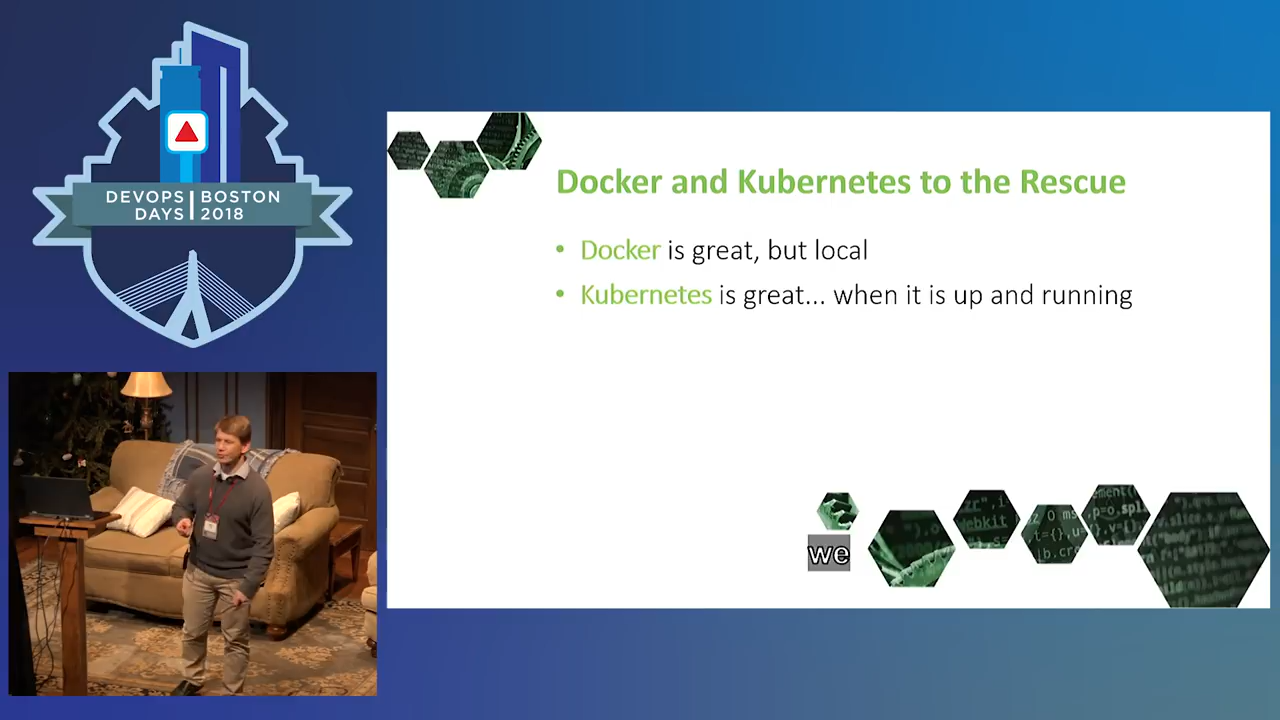 DEVOPS BOSTON
DAYS 2018
Docker and Kubernetes to the Rescue
• Docker is great, but local
• Kubernetes is great... when it is up and running
we